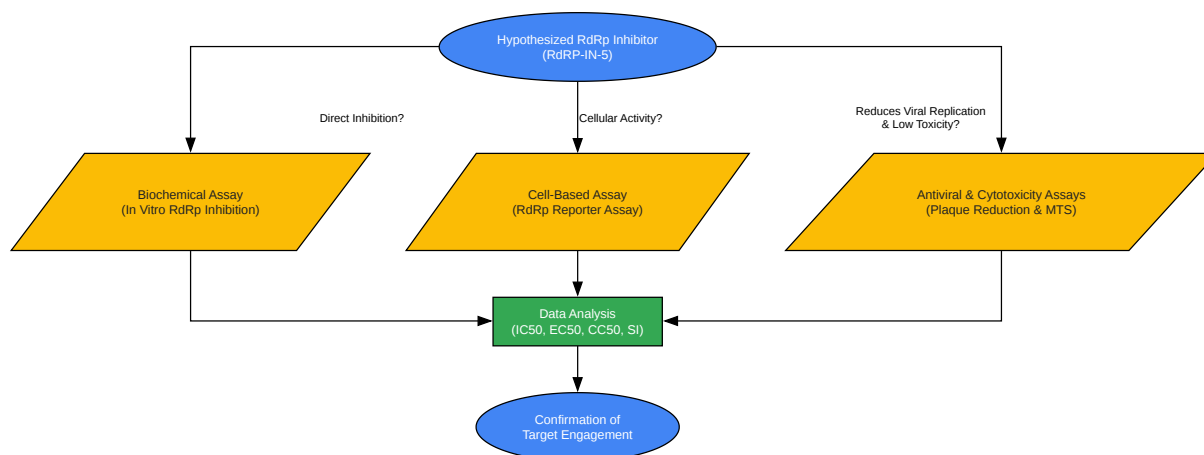 Hypothesized RdRp Inhibitor
(RdRP-IN-5)
Direct Inhibition?
Cellular Activity?
Reduces Viral Replication
& Low Toxicity?
Biochemical Assay
(In Vitro RdRp Inhibition)
Cell-Based Assay
(RdRp Reporter Assay)
Antiviral & Cytotoxicity Assays
(Plaque Reduction & MTS)
Data Analysis
(IC50, EC50, CC50, SI)
Confirmation of
Target Engagement